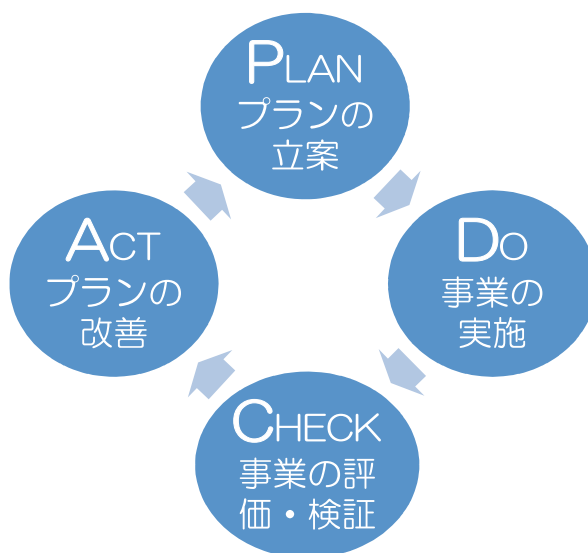 PLAN
プランの
立案
DO
事業の
実施
CHECK
事業の評
価・検証
ACT
プランの
改善